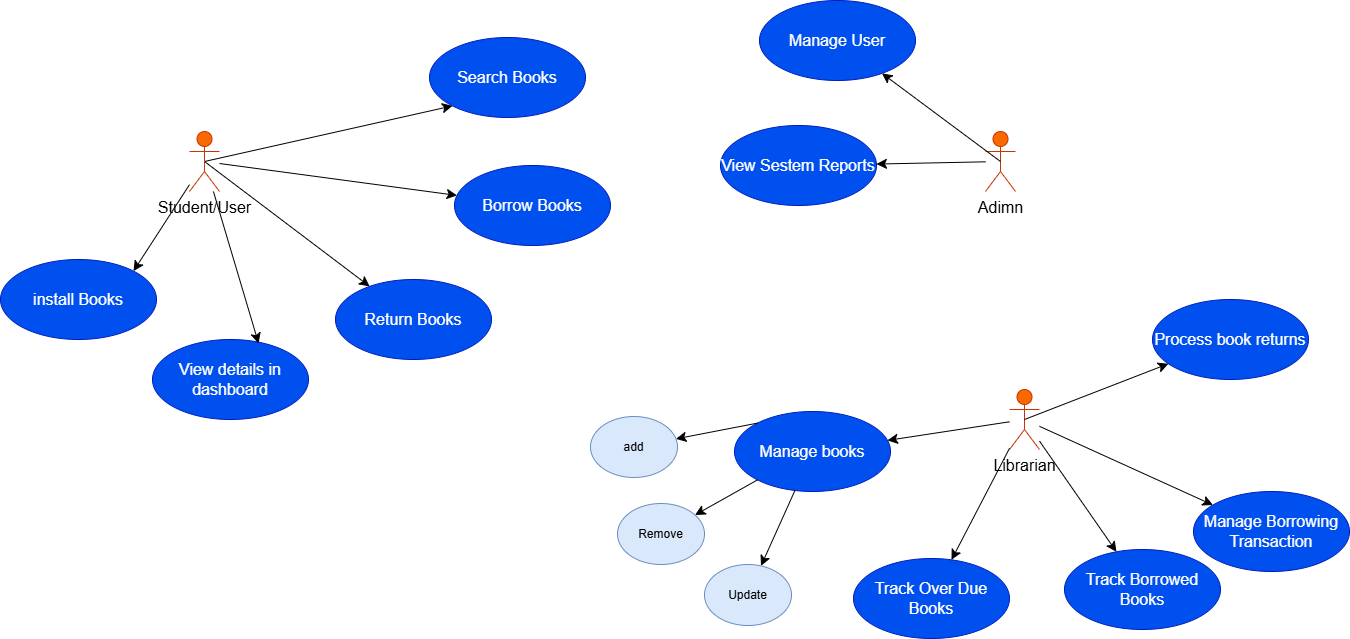 Manage User
Search Books
View Sestem Reports
Student/User
Borrow Books
Adimn
install Books
Return Books
View details in
dashboard
Process book returns
add
Manage books
Librarian
Remove
Manage Borrowing
Transaction
Update
Track Over Due
Books
Track Borrowed
Books